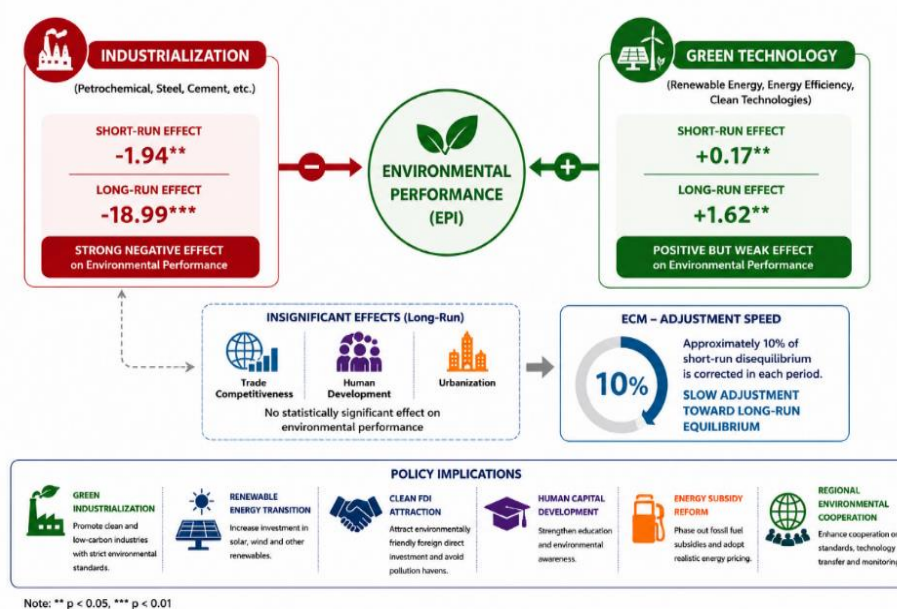 INDUSTRIALIZATION
(Petrochemical, Steel, Cement, etc.)
SHORT-RUN EFFECT
-1.94**
LONG-RUN EFFECT
-18.99***
STRONG NEGATIVE EFFECT
on Environmental Performance
−
ENVIRONMENTAL
PERFORMANCE
(EPI)
+
GREEN TECHNOLOGY
(Renewable Energy, Energy Efficiency,
Clean Technologies)
SHORT-RUN EFFECT
+0.17**
LONG-RUN EFFECT
+1.62**
POSITIVE BUT WEAK EFFECT
on Environmental Performance
INSIGNIFICANT EFFECTS (Long-Run)
Trade
Competitiveness
Human
Development
Urbanization
No statistically significant effect on
environmental performance
ECM – ADJUSTMENT SPEED
10%
Approximately 10% of
short-run disequilibrium
is corrected in each period.
SLOW ADJUSTMENT
TOWARD LONG-RUN
EQUILIBRIUM
POLICY IMPLICATIONS
GREEN
INDUSTRIALIZATION
Promote clean and
low-carbon industries
with strict environmental
standards.
RENEWABLE
ENERGY TRANSITION
Increase investment in
solar, wind and other
renewables.
CLEAN FDI
ATTRACTION
Attract environmentally
friendly foreign direct
investment and avoid
pollution havens.
HUMAN CAPITAL
DEVELOPMENT
Strengthen education
and environmental
awareness.
ENERGY SUBSIDY
REFORM
Phase out fossil fuel
subsidies and adopt
realistic energy pricing.
REGIONAL
ENVIRONMENTAL
COOPERATION
Enhance cooperation on
standards, technology
transfer and monitoring
Note: ** p < 0.05, *** p < 0.01